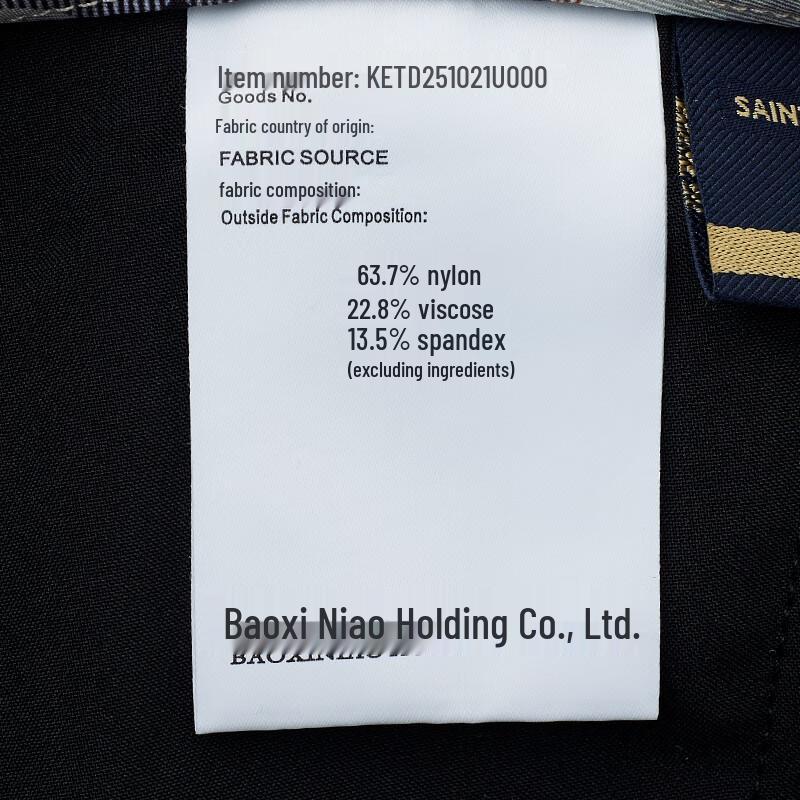 Item number: KETD251021U000
Goods No.
Fabric country of origin:
FABRIC SOURCE
fabric composition:
Outside Fabric Composition:
63.7% nylon
22.8% viscose
13.5% spandex
(excluding ingredients)
Baoxi Niao Holding Co., Ltd.
SAIN